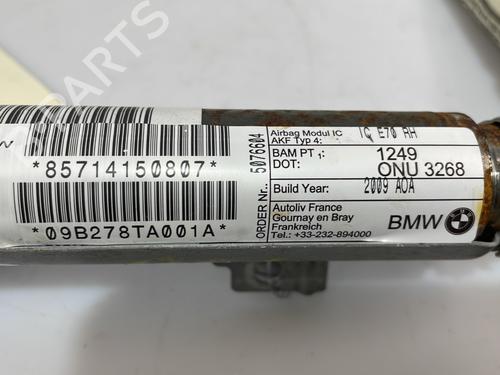 B-PARTS
W
*85714150807*
*09B278TA001A*
ORDER Nr. 5076604
Airbag Modul IC IC E70 RH
AKF Typ 4:
BAM PT 1: 1249
DOT: ONU 3268
Build Year: 2009 AOA
Autoliv France
Gournay en Bray
Frankreich
Tel.: +33-232-894000
BMW